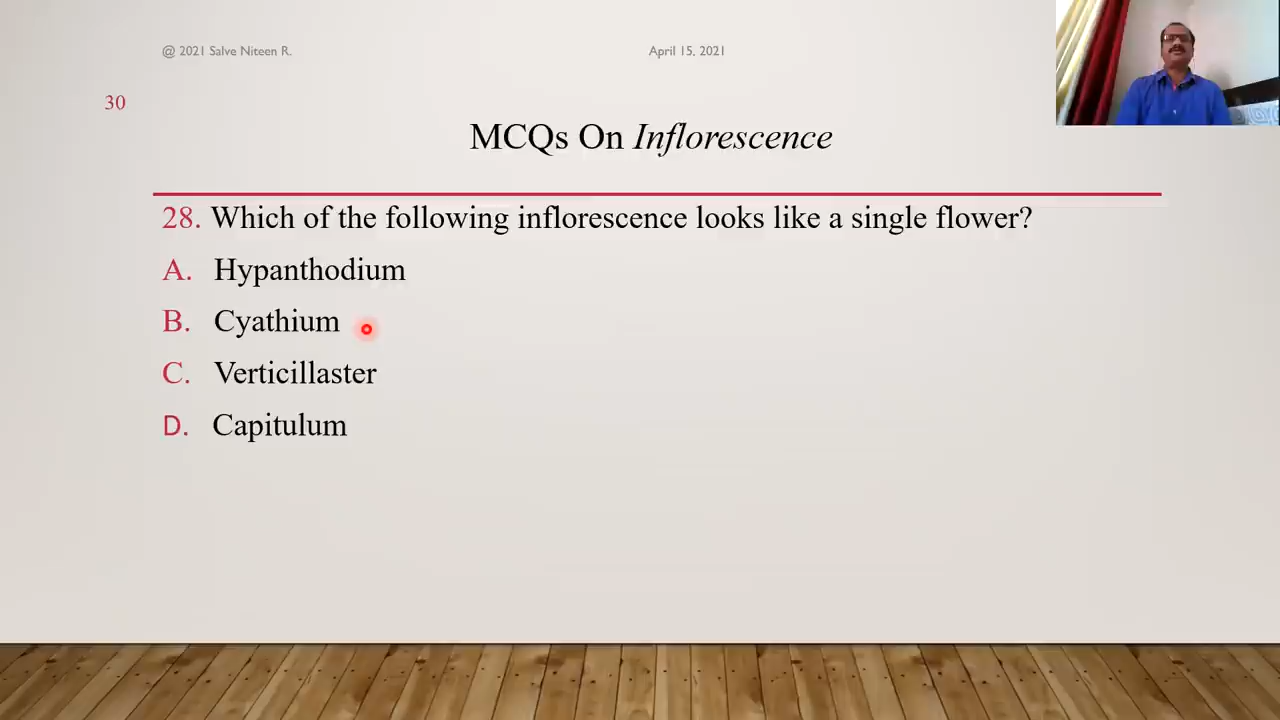 @ 2021 Salve Niteen R. April 15, 2021
30
MCQs On Inflorescence
28. Which of the following inflorescence looks like a single flower?
A. Hypanthodium
B. Cyathium
C. Verticillaster
D. Capitulum